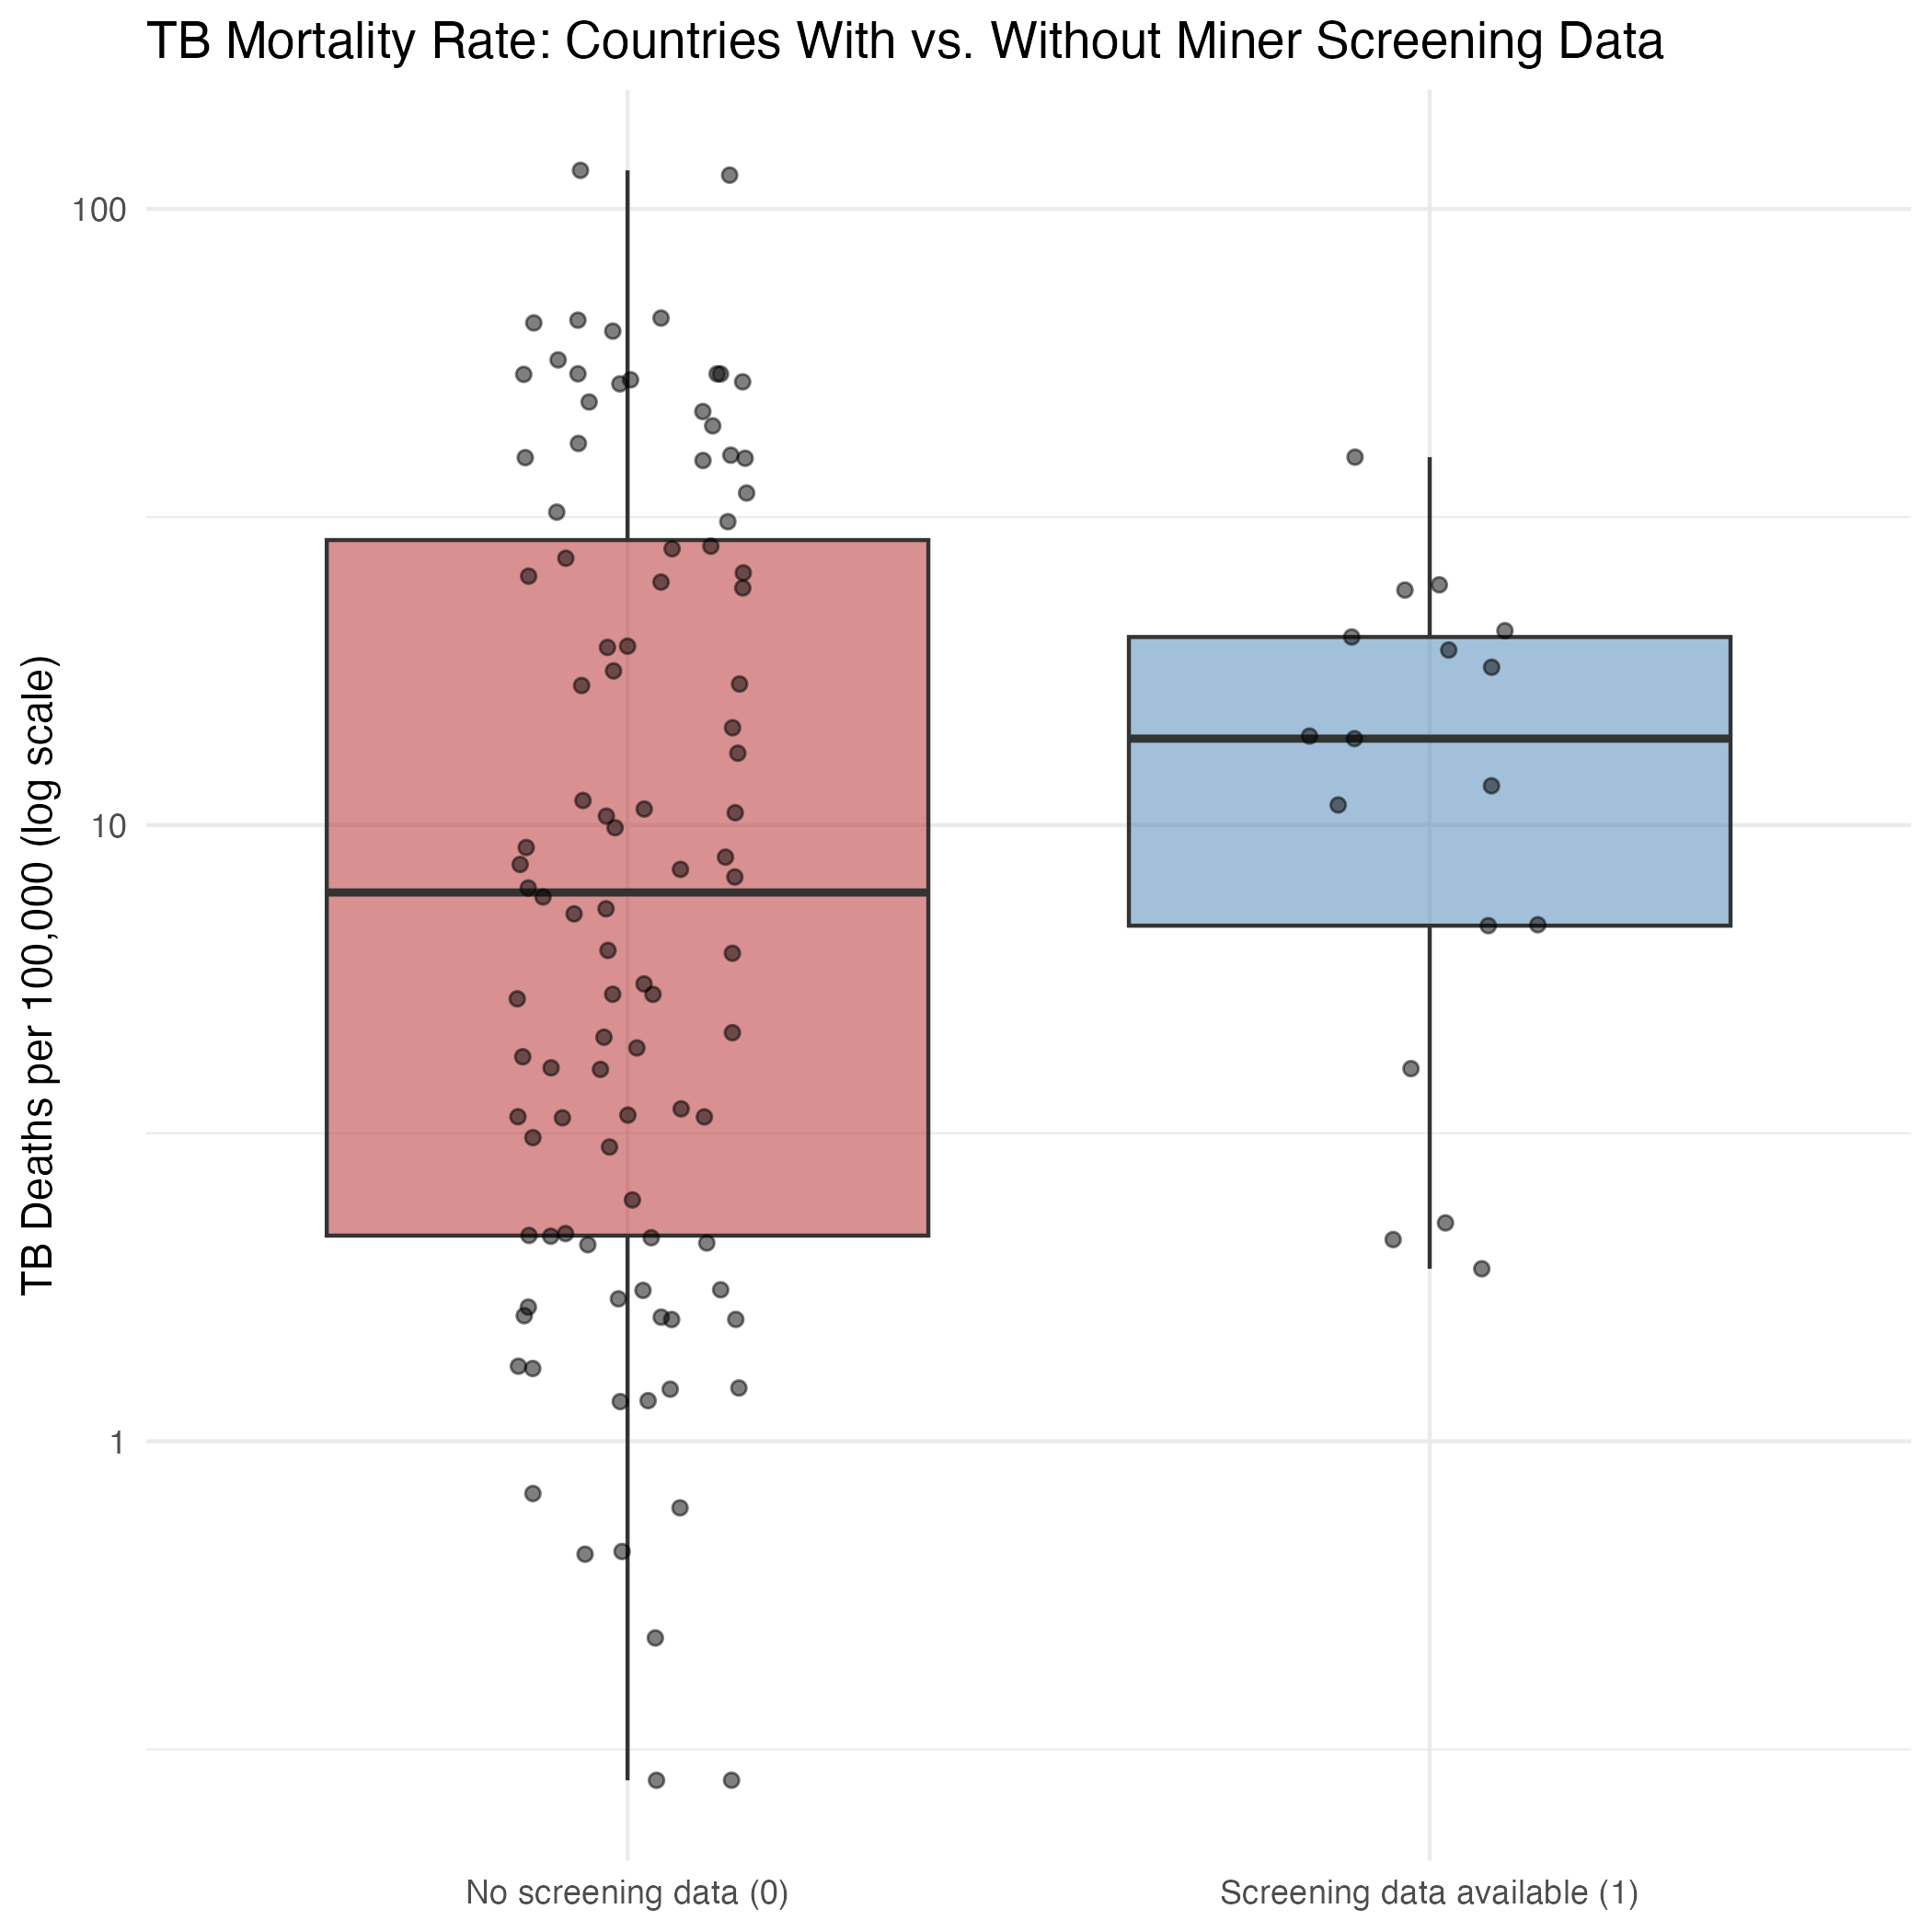 TB Mortality Rate: Countries With vs. Without Miner Screening Data
TB Deaths per 100,000 (log scale)
100
10
1
No screening data (0)
Screening data available (1)